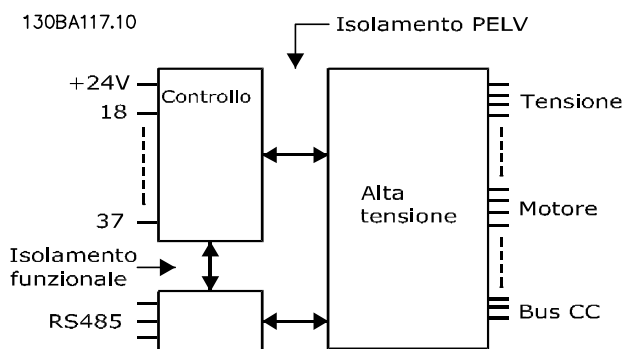 130BA117.10
Isolamento PELV
+24V
Controllo
18
Tensione
Alta
tensione
Motore
37
Isolamento
funzionale
RS485
Bus CC